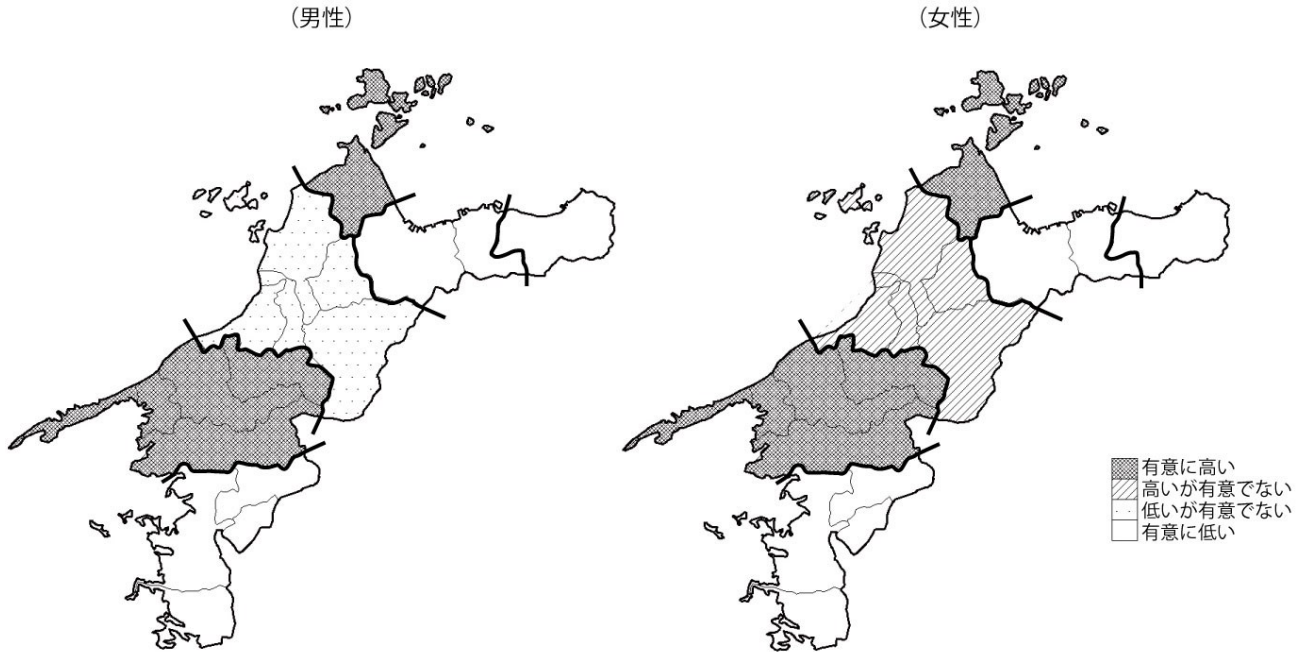 (男性)
(女性)
有意に高い
高いが有意でない
低いが有意でない
有意に低い